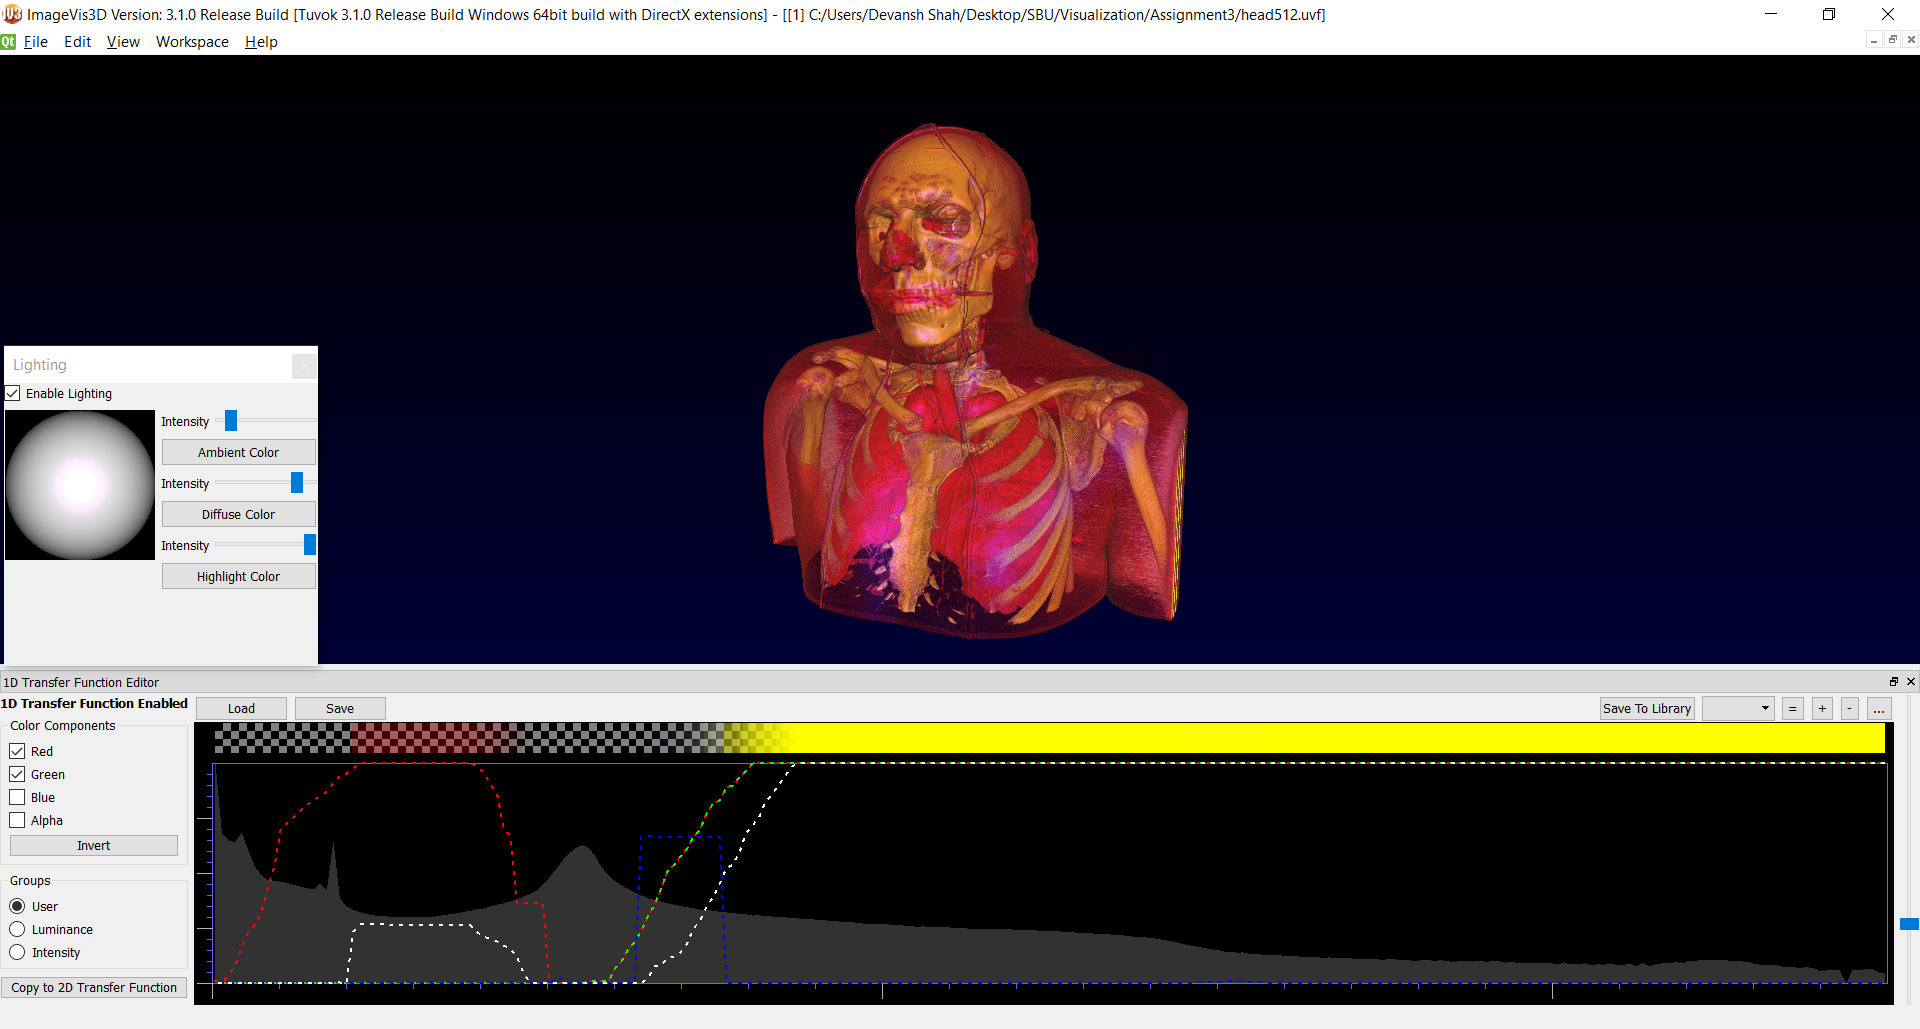 ImageVis3D Version: 3.1.0 Release Build [Tuvok 3.1.0 Release Build Windows 64bit build with DirectX extensions] - [[1] C:/Users/Devansh Shah/Desktop/SBU/Visualization/Assignment3/head512.uvf]
Qt File Edit View Workspace Help
Lighting
Enable Lighting
Intensity
Ambient Color
Intensity
Diffuse Color
Intensity
Highlight Color
1D Transfer Function Editor
1D Transfer Function Enabled
Load Save Save To Library = + - ...
Color Components
Red
Green
Blue
Alpha
Invert
Groups
User
Luminance
Intensity
Copy to 2D Transfer Function